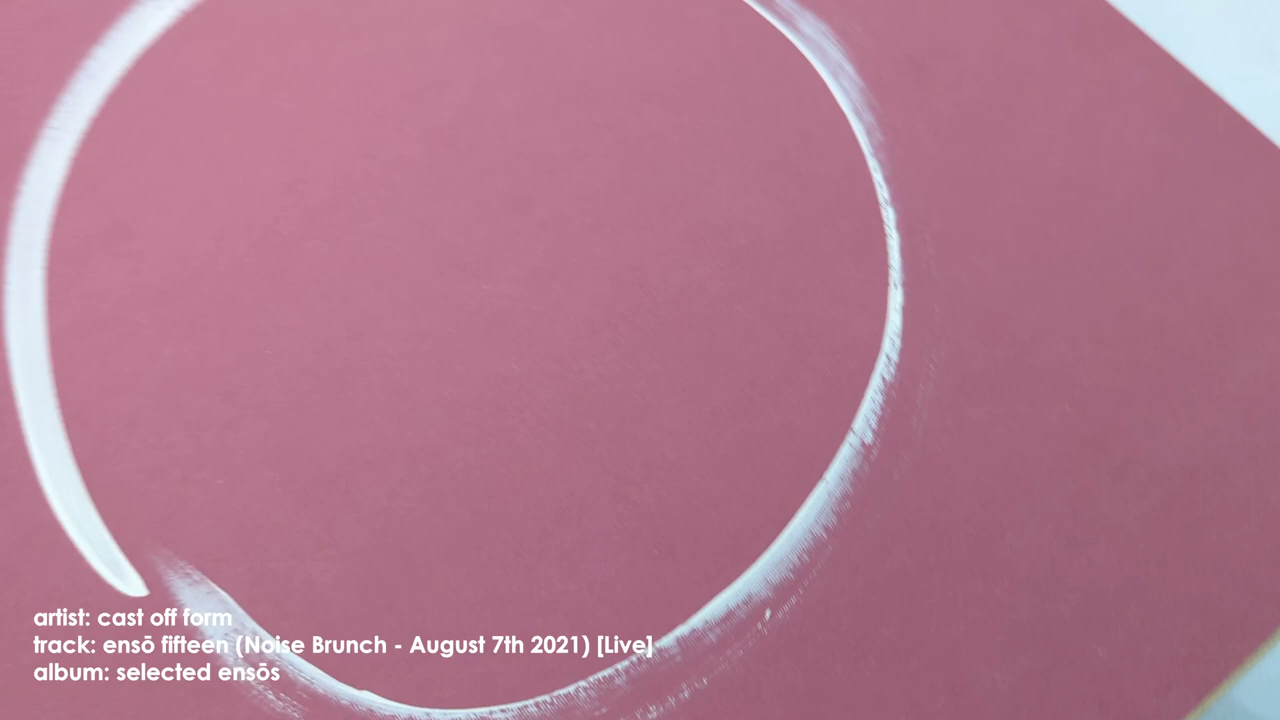 artist: cast off form
track: ensō fifteen (Noise Brunch - August 7th 2021) [Live]
album: selected ensōs